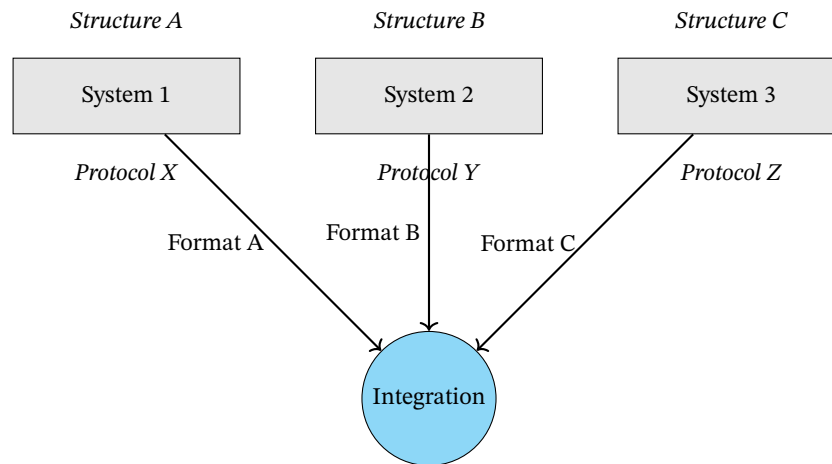 Structure A
Structure B
Structure C
System 1
System 2
System 3
Protocol X
Protocol Y
Protocol Z
Format A
Format B
Format C
Integration